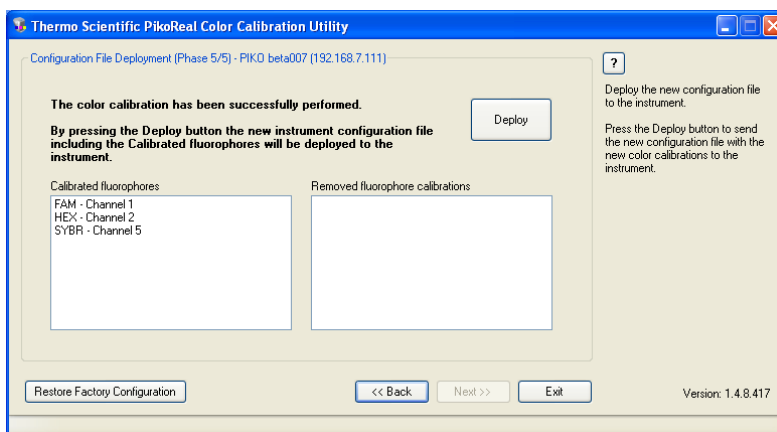 Thermo Scientific PikoReal Color Calibration Utility
Configuration File Deployment (Phase 5/5) - PIKO beta007 (192.168.7.111)
The color calibration has been successfully performed.
By pressing the Deploy button the new instrument configuration file
including the Calibrated fluorophores will be deployed to the
instrument.
Deploy
Calibrated fluorophores
FAM - Channel 1
HEX - Channel 2
SYBR - Channel 5
Removed fluorophore calibrations
?
Deploy the new configuration file
to the instrument.
Press the Deploy button to send
the new configuration file with the
new color calibrations to the
instrument.
Restore Factory Configuration
<< Back
Next >>
Exit
Version: 1.4.8.417